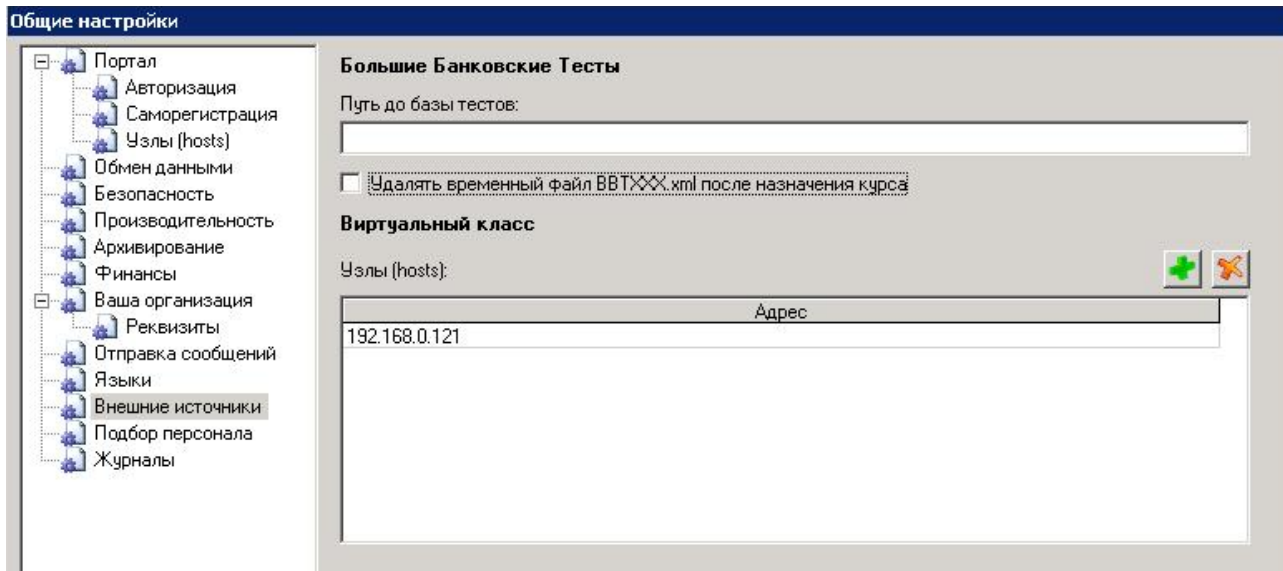 Общие настройки
Портал
Авторизация
Саморегистрация
Узлы (hosts)
Обмен данными
Безопасность
Производительность
Архивирование
Финансы
Ваша организация
Реквизиты
Отправка сообщений
Языки
Внешние источники
Подбор персонала
Журналы
Большие Банковские Тесты
Путь до базы тестов:
Удалять временный файл BBTXXX.xml после назначения курса
Виртуальный класс
Узлы (hosts):
Адрес
192.168.0.121